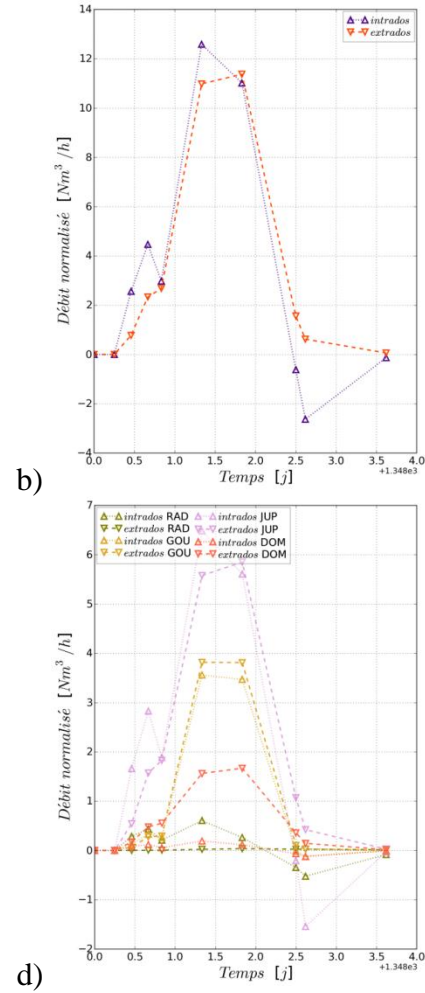 14
12
10
8
6
4
2
0
−2
−4
Débit normalisé [Nm³/h]
intrados
extrados
0.0 0.5 1.0 1.5 2.0 2.5 3.0 3.5 4.0
+1.348e3
Temps [j]
b)
7
6
5
4
3
2
1
0
−1
−2
Débit normalisé [Nm³/h]
intrados RAD intrados JUP
extrados RAD extrados JUP
intrados GOU intrados DOM
extrados GOU extrados DOM
0.0 0.5 1.0 1.5 2.0 2.5 3.0 3.5 4.0
+1.348e3
Temps [j]
d)